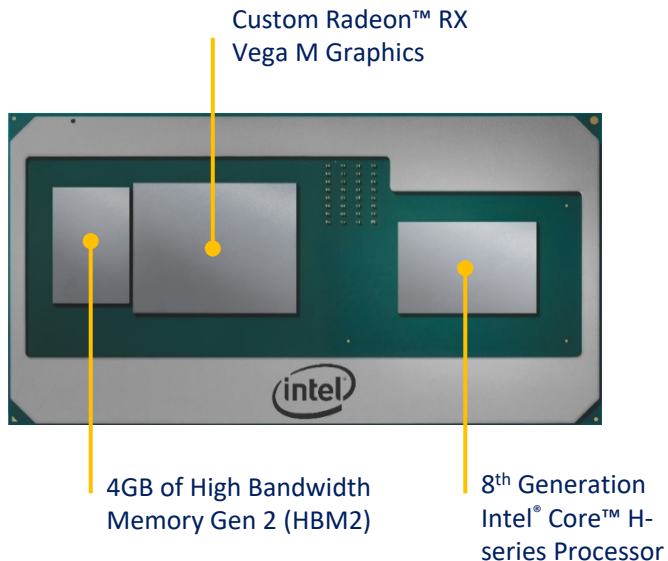 Custom Radeon™ RX
Vega M Graphics
intel
4GB of High Bandwidth
Memory Gen 2 (HBM2)
8th Generation
Intel® Core™ H-
series Processor